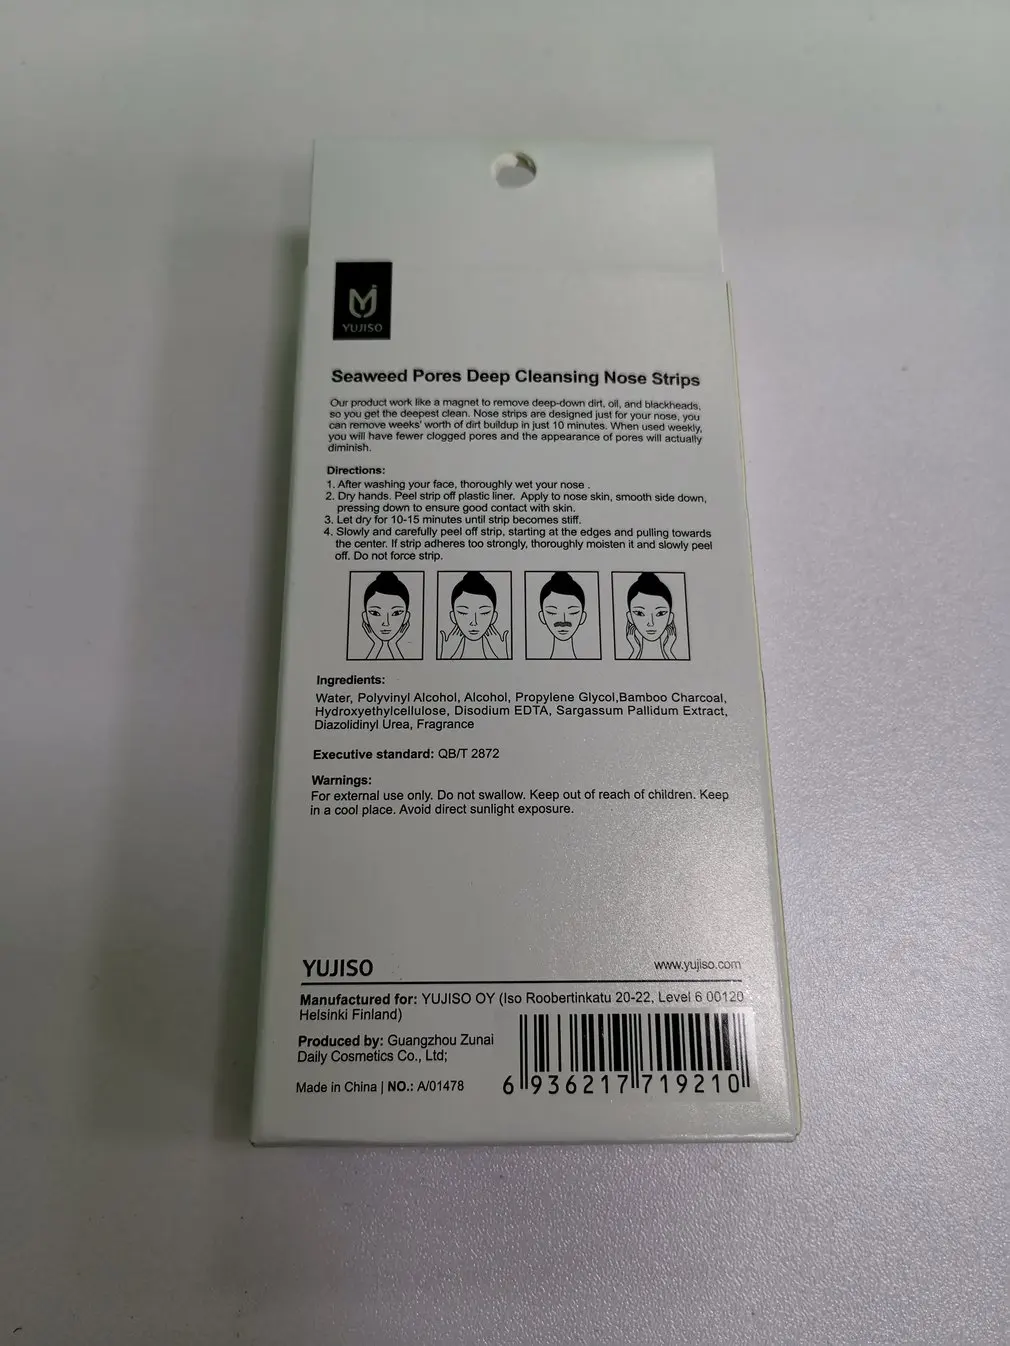 YUJISO
Seaweed Pores Deep Cleansing Nose Strips
Our product work like a magnet to remove deep-down dirt, oil, and blackheads,
so you get the deepest clean. Nose strips are designed just for your nose, you
can remove weeks' worth of dirt buildup in just 10 minutes. When used weekly,
you will have fewer clogged pores and the appearance of pores will actually
diminish.
Directions:
1. After washing your face, thoroughly wet your nose .
2. Dry hands. Peel strip off plastic liner. Apply to nose skin, smooth side down,
pressing down to ensure good contact with skin.
3. Let dry for 10-15 minutes until strip becomes stiff.
4. Slowly and carefully peel off strip, starting at the edges and pulling towards
the center. If strip adheres too strongly, thoroughly moisten it and slowly peel
off. Do not force strip.
Ingredients:
Water, Polyvinyl Alcohol, Alcohol, Propylene Glycol,Bamboo Charcoal,
Hydroxyethylcellulose, Disodium EDTA, Sargassum Pallidum Extract,
Diazolidinyl Urea, Fragrance
Executive standard: QB/T 2872
Warnings:
For external use only. Do not swallow. Keep out of reach of children. Keep
in a cool place. Avoid direct sunlight exposure.
YUJISO www.yujiso.com
Manufactured for: YUJISO OY (Iso Roobertinkatu 20-22, Level 6 00120
Helsinki Finland)
Produced by: Guangzhou Zunai
Daily Cosmetics Co., Ltd;
Made in China | NO.: A/01478
6 936217 719210